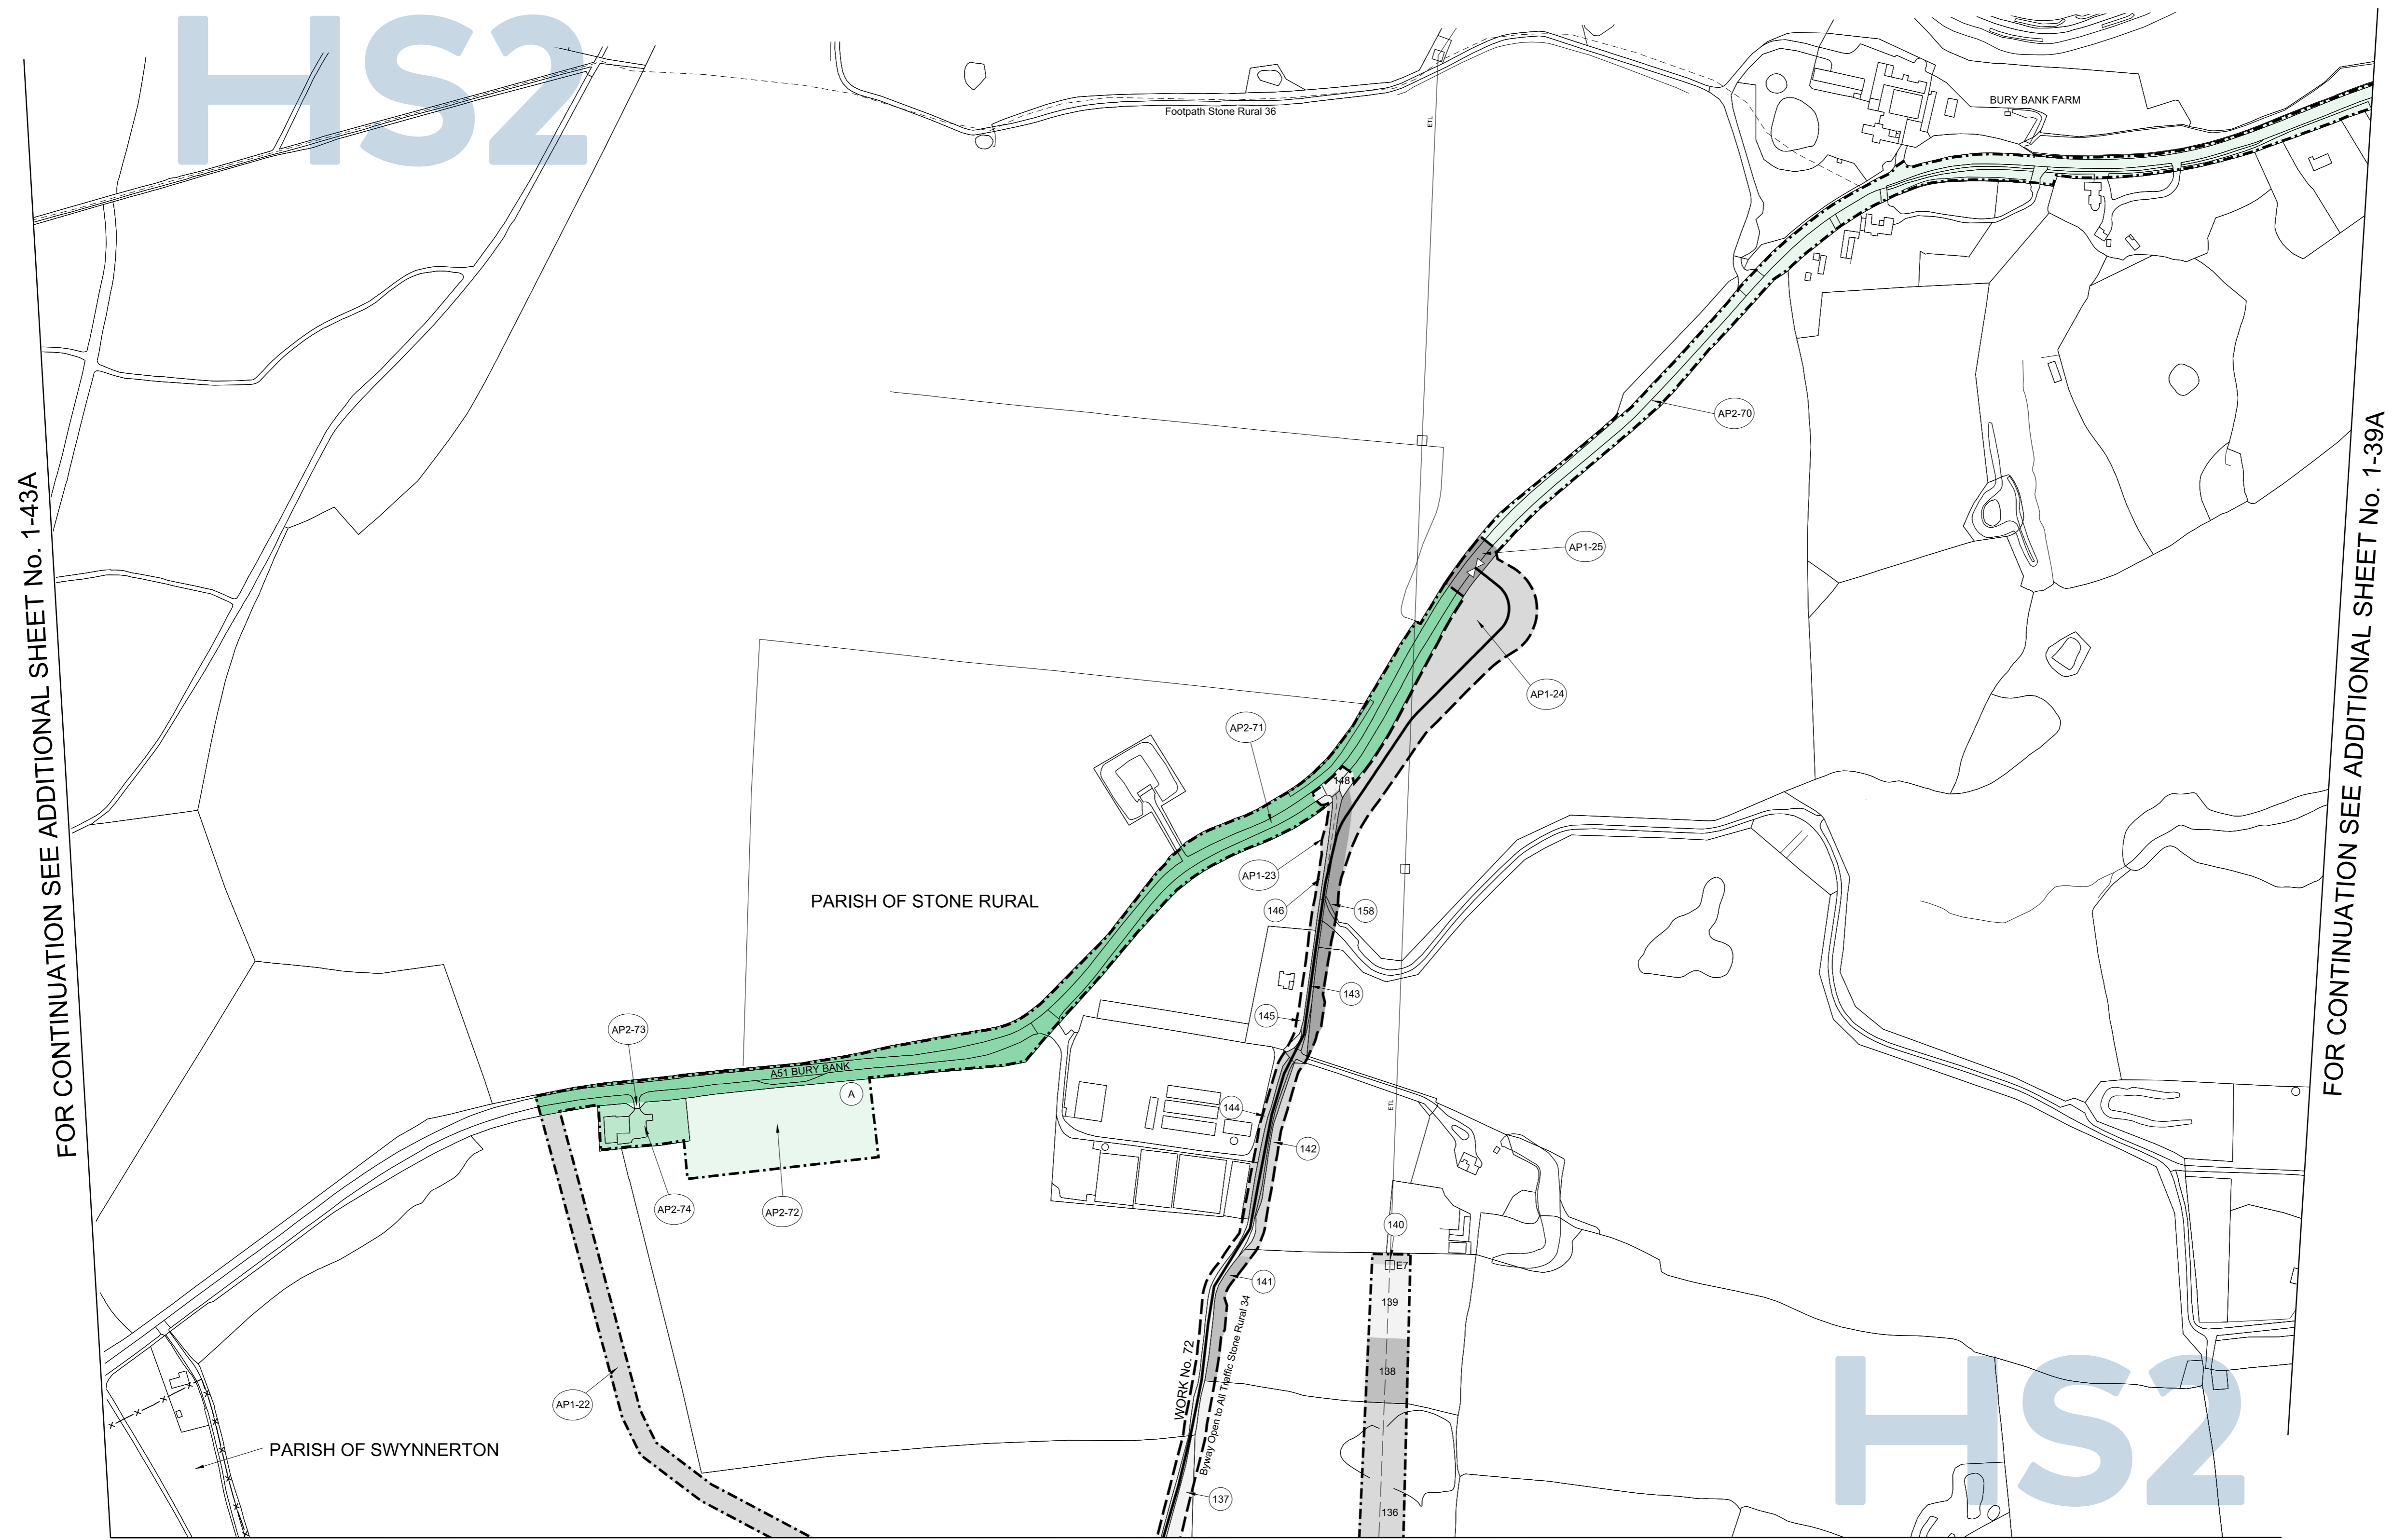 HS2
Footpath Stone Rural 36
ETL
BURY BANK FARM
FOR CONTINUATION SEE ADDITIONAL SHEET No. 1-43A
FOR CONTINUATION SEE ADDITIONAL SHEET No. 1-39A
AP2-70
AP1-25
AP1-24
AP2-71
148
AP1-23
PARISH OF STONE RURAL
146
158
143
145
AP2-73
A51 BURY BANK
A
144
ETL
142
AP2-74
AP2-72
140
E7
141
139
WORK No. 72
Byway Open to All Traffic Stone Rural 34
138
AP1-22
PARISH OF SWYNNERTON
137
136
HS2